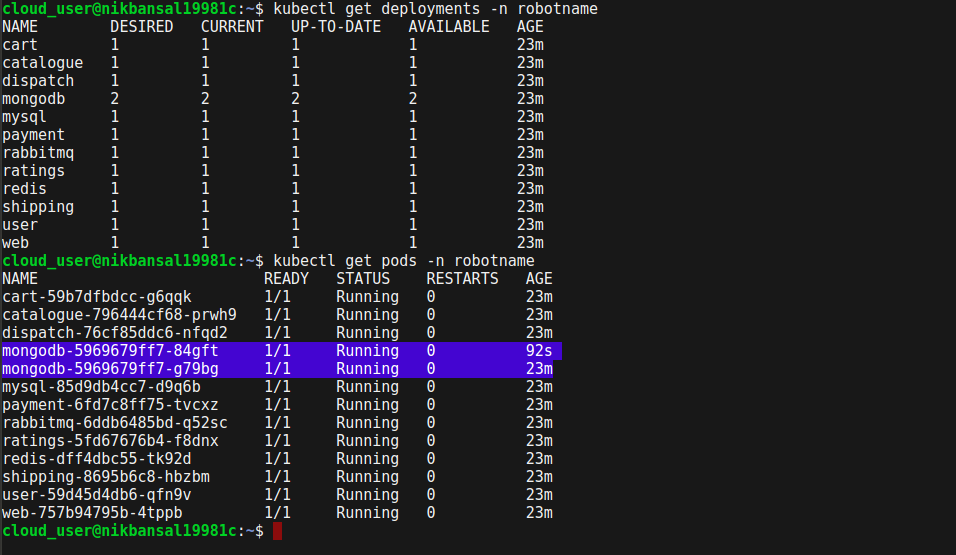 cloud_user@nikbansal19981c:~$ kubectl get deployments -n robotname
NAME        DESIRED   CURRENT   UP-TO-DATE   AVAILABLE   AGE
cart        1         1         1            1           23m
catalogue   1         1         1            1           23m
dispatch    1         1         1            1           23m
mongodb     2         2         2            2           23m
mysql       1         1         1            1           23m
payment     1         1         1            1           23m
rabbitmq    1         1         1            1           23m
ratings     1         1         1            1           23m
redis       1         1         1            1           23m
shipping    1         1         1            1           23m
user        1         1         1            1           23m
web         1         1         1            1           23m
cloud_user@nikbansal19981c:~$ kubectl get pods -n robotname
NAME                         READY   STATUS    RESTARTS   AGE
cart-59b7dfbdcc-g6qqk        1/1     Running   0          23m
catalogue-796444cf68-prwh9   1/1     Running   0          23m
dispatch-76cf85ddc6-nfqd2    1/1     Running   0          23m
mongodb-5969679ff7-84gft     1/1     Running   0          92s
mongodb-5969679ff7-g79bg     1/1     Running   0          23m
mysql-85d9db4cc7-d9q6b       1/1     Running   0          23m
payment-6fd7c8ff75-tvcxz     1/1     Running   0          23m
rabbitmq-6ddb6485bd-q52sc    1/1     Running   0          23m
ratings-5fd67676b4-f8dnx     1/1     Running   0          23m
redis-dff4dbc55-tk92d        1/1     Running   0          23m
shipping-8695b6c8-hbzbm      1/1     Running   0          23m
user-59d45d4db6-qfn9v        1/1     Running   0          23m
web-757b94795b-4tppb         1/1     Running   0          23m
cloud_user@nikbansal19981c:~$